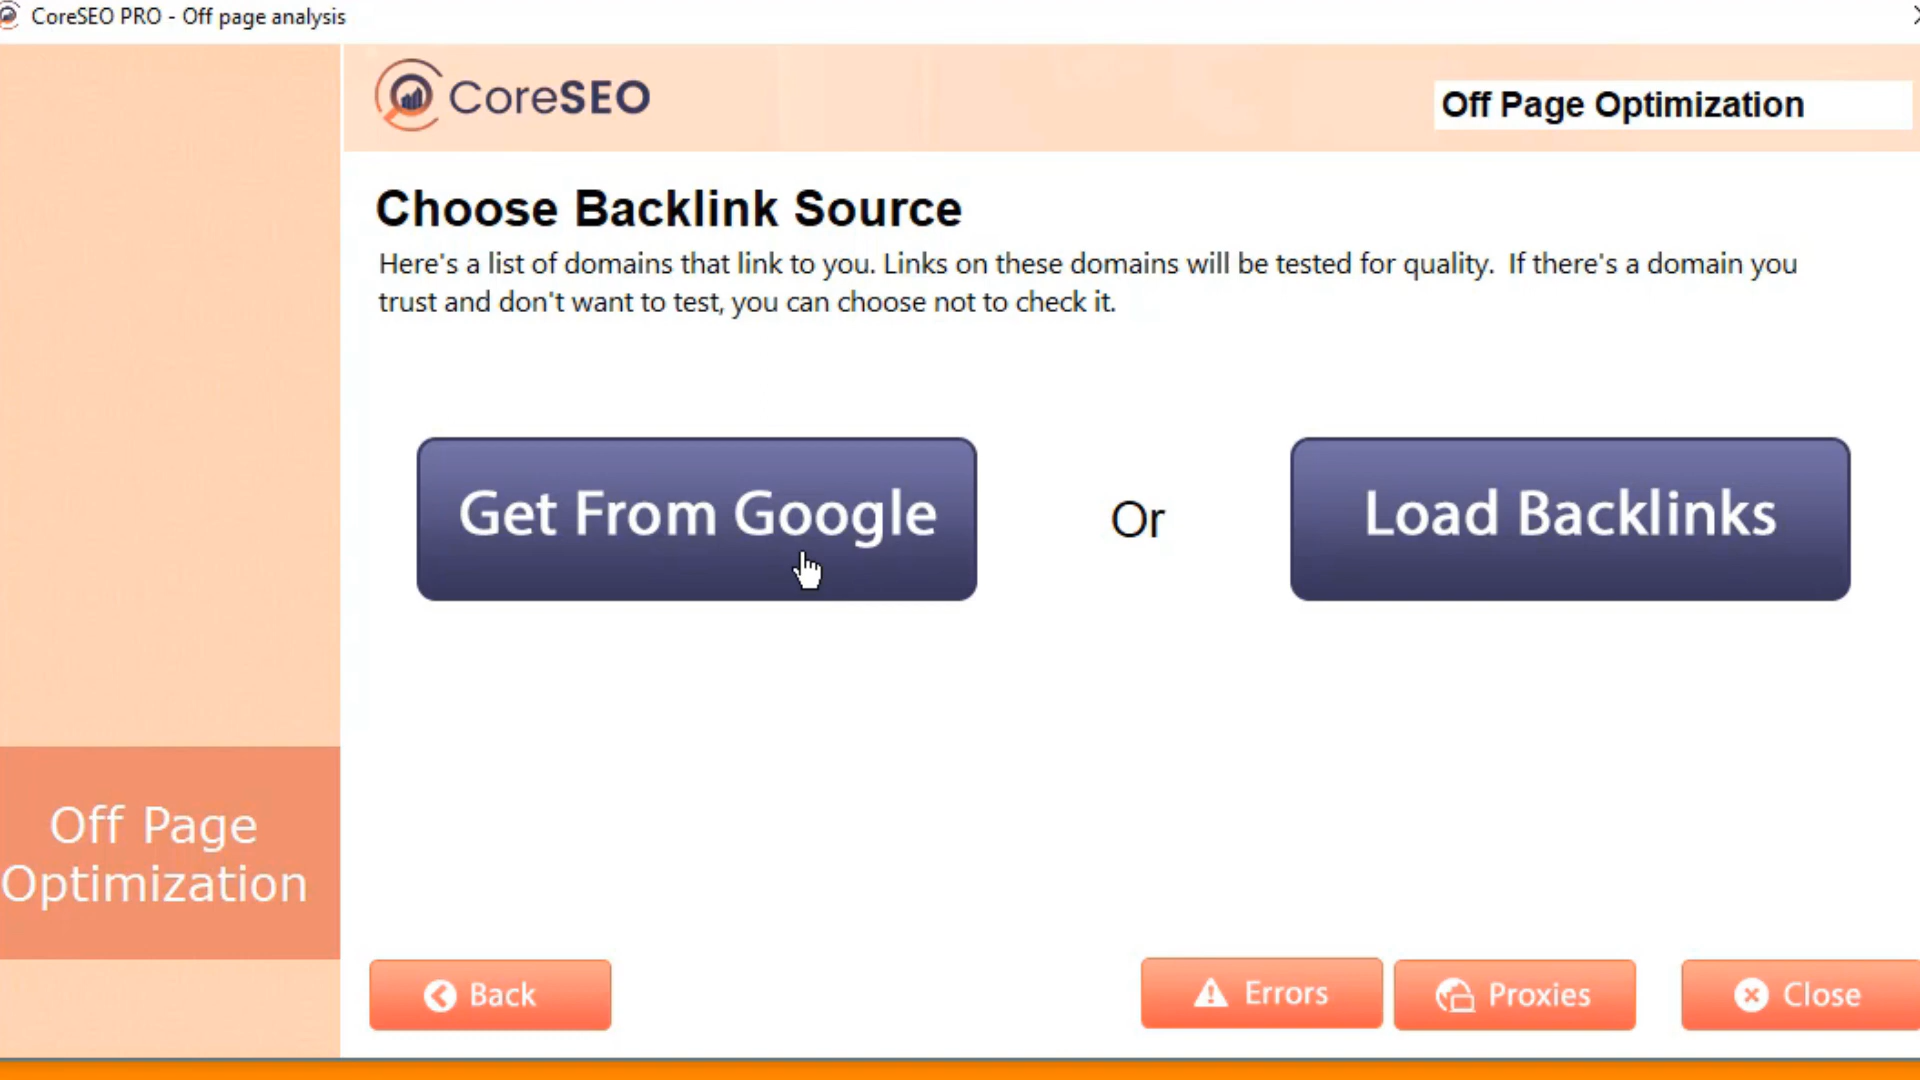 CoreSEO PRO - Off page analysis
CoreSEO
Off Page Optimization
Choose Backlink Source
Here's a list of domains that link to you. Links on these domains will be tested for quality.  If there's a domain you
trust and don't want to test, you can choose not to check it.
Get From Google
Or
Load Backlinks
Off Page
Optimization
Back
Errors
Proxies
Close